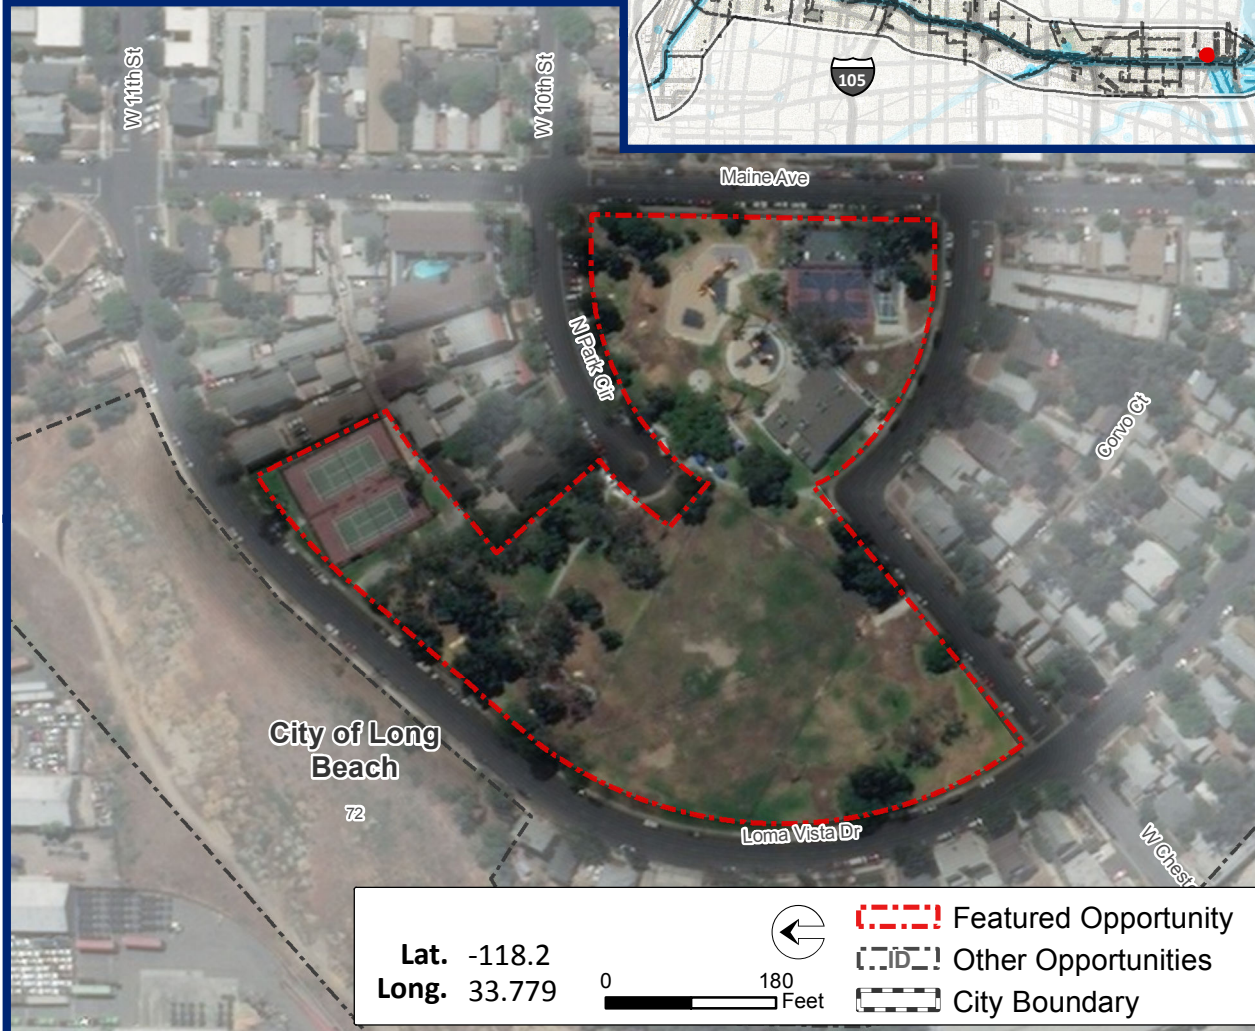 105
W 11th St
W 10th St
Maine Ave
N Park Cir
Corvo Ct
City of Long
Beach
72
Loma Vista Dr
W Cheste
Lat. -118.2
Long. 33.779
0 180
Feet
Featured Opportunity
ID Other Opportunities
City Boundary